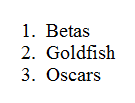 1. Betas
2. Goldfish
3. Oscars